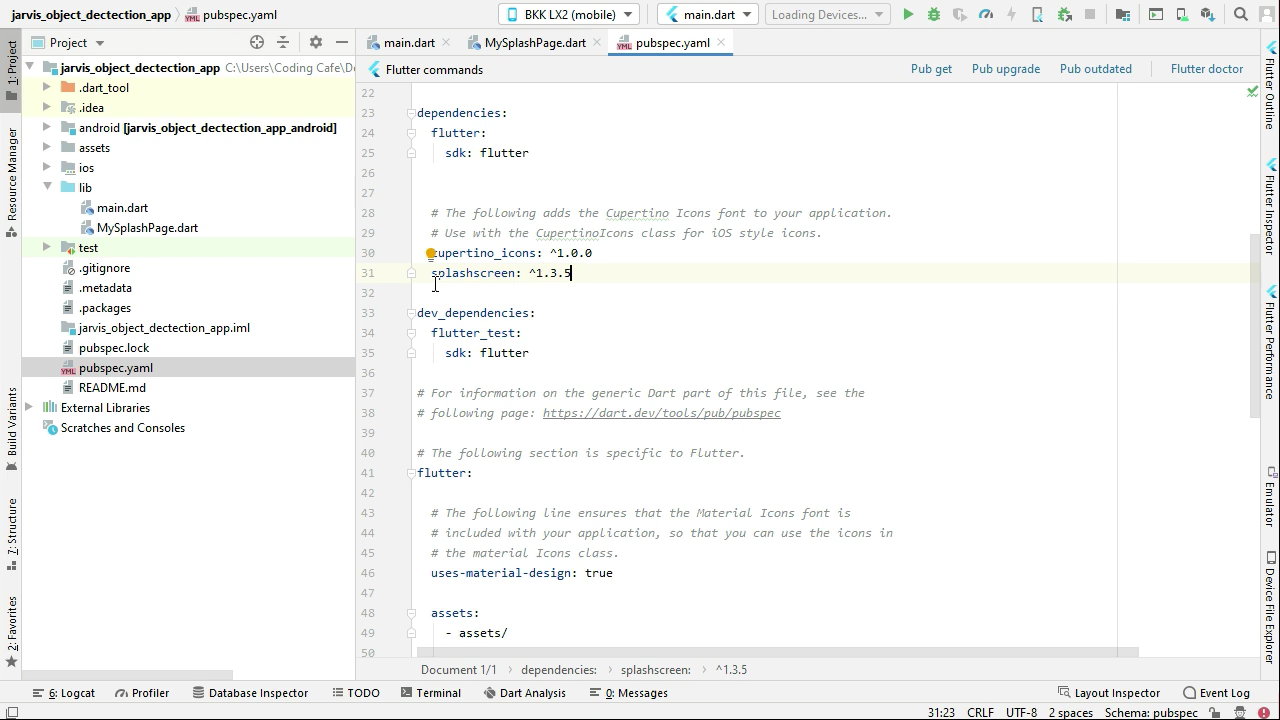 jarvis_object_dectection_app
pubspec.yaml
BKK LX2 (mobile)
main.dart
Loading Devices...
Project
main.dart
MySplashPage.dart
pubspec.yaml
Flutter commands
Pub get
Pub upgrade
Pub outdated
Flutter doctor
1: Project
Resource Manager
Build Variants
7: Structure
2: Favorites
jarvis_object_dectection_app C:\Users\Coding Cafe\De
.dart_tool
.idea
android [jarvis_object_dectection_app_android]
assets
ios
lib
main.dart
MySplashPage.dart
test
.gitignore
.metadata
.packages
jarvis_object_dectection_app.iml
pubspec.lock
pubspec.yaml
README.md
External Libraries
Scratches and Consoles
22
23 dependencies:
24 flutter:
25 sdk: flutter
26
27
28 # The following adds the Cupertino Icons font to your application.
29 # Use with the CupertinoIcons class for iOS style icons.
30 cupertino_icons: ^1.0.0
31 splashscreen: ^1.3.5
32
33 dev_dependencies:
34 flutter_test:
35 sdk: flutter
36
37 # For information on the generic Dart part of this file, see the
38 # following page: https://dart.dev/tools/pub/pubspec
39
40 # The following section is specific to Flutter.
41 flutter:
42
43 # The following line ensures that the Material Icons font is
44 # included with your application, so that you can use the icons in
45 # the material Icons class.
46 uses-material-design: true
47
48 assets:
49 - assets/
50
Flutter Outline
Flutter Inspector
Flutter Performance
Emulator
Device File Explorer
Document 1/1
dependencies:
splashscreen:
^1.3.5
6: Logcat
Profiler
Database Inspector
TODO
Terminal
Dart Analysis
0: Messages
Layout Inspector
Event Log
31:23 CRLF UTF-8 2 spaces Schema: pubspec